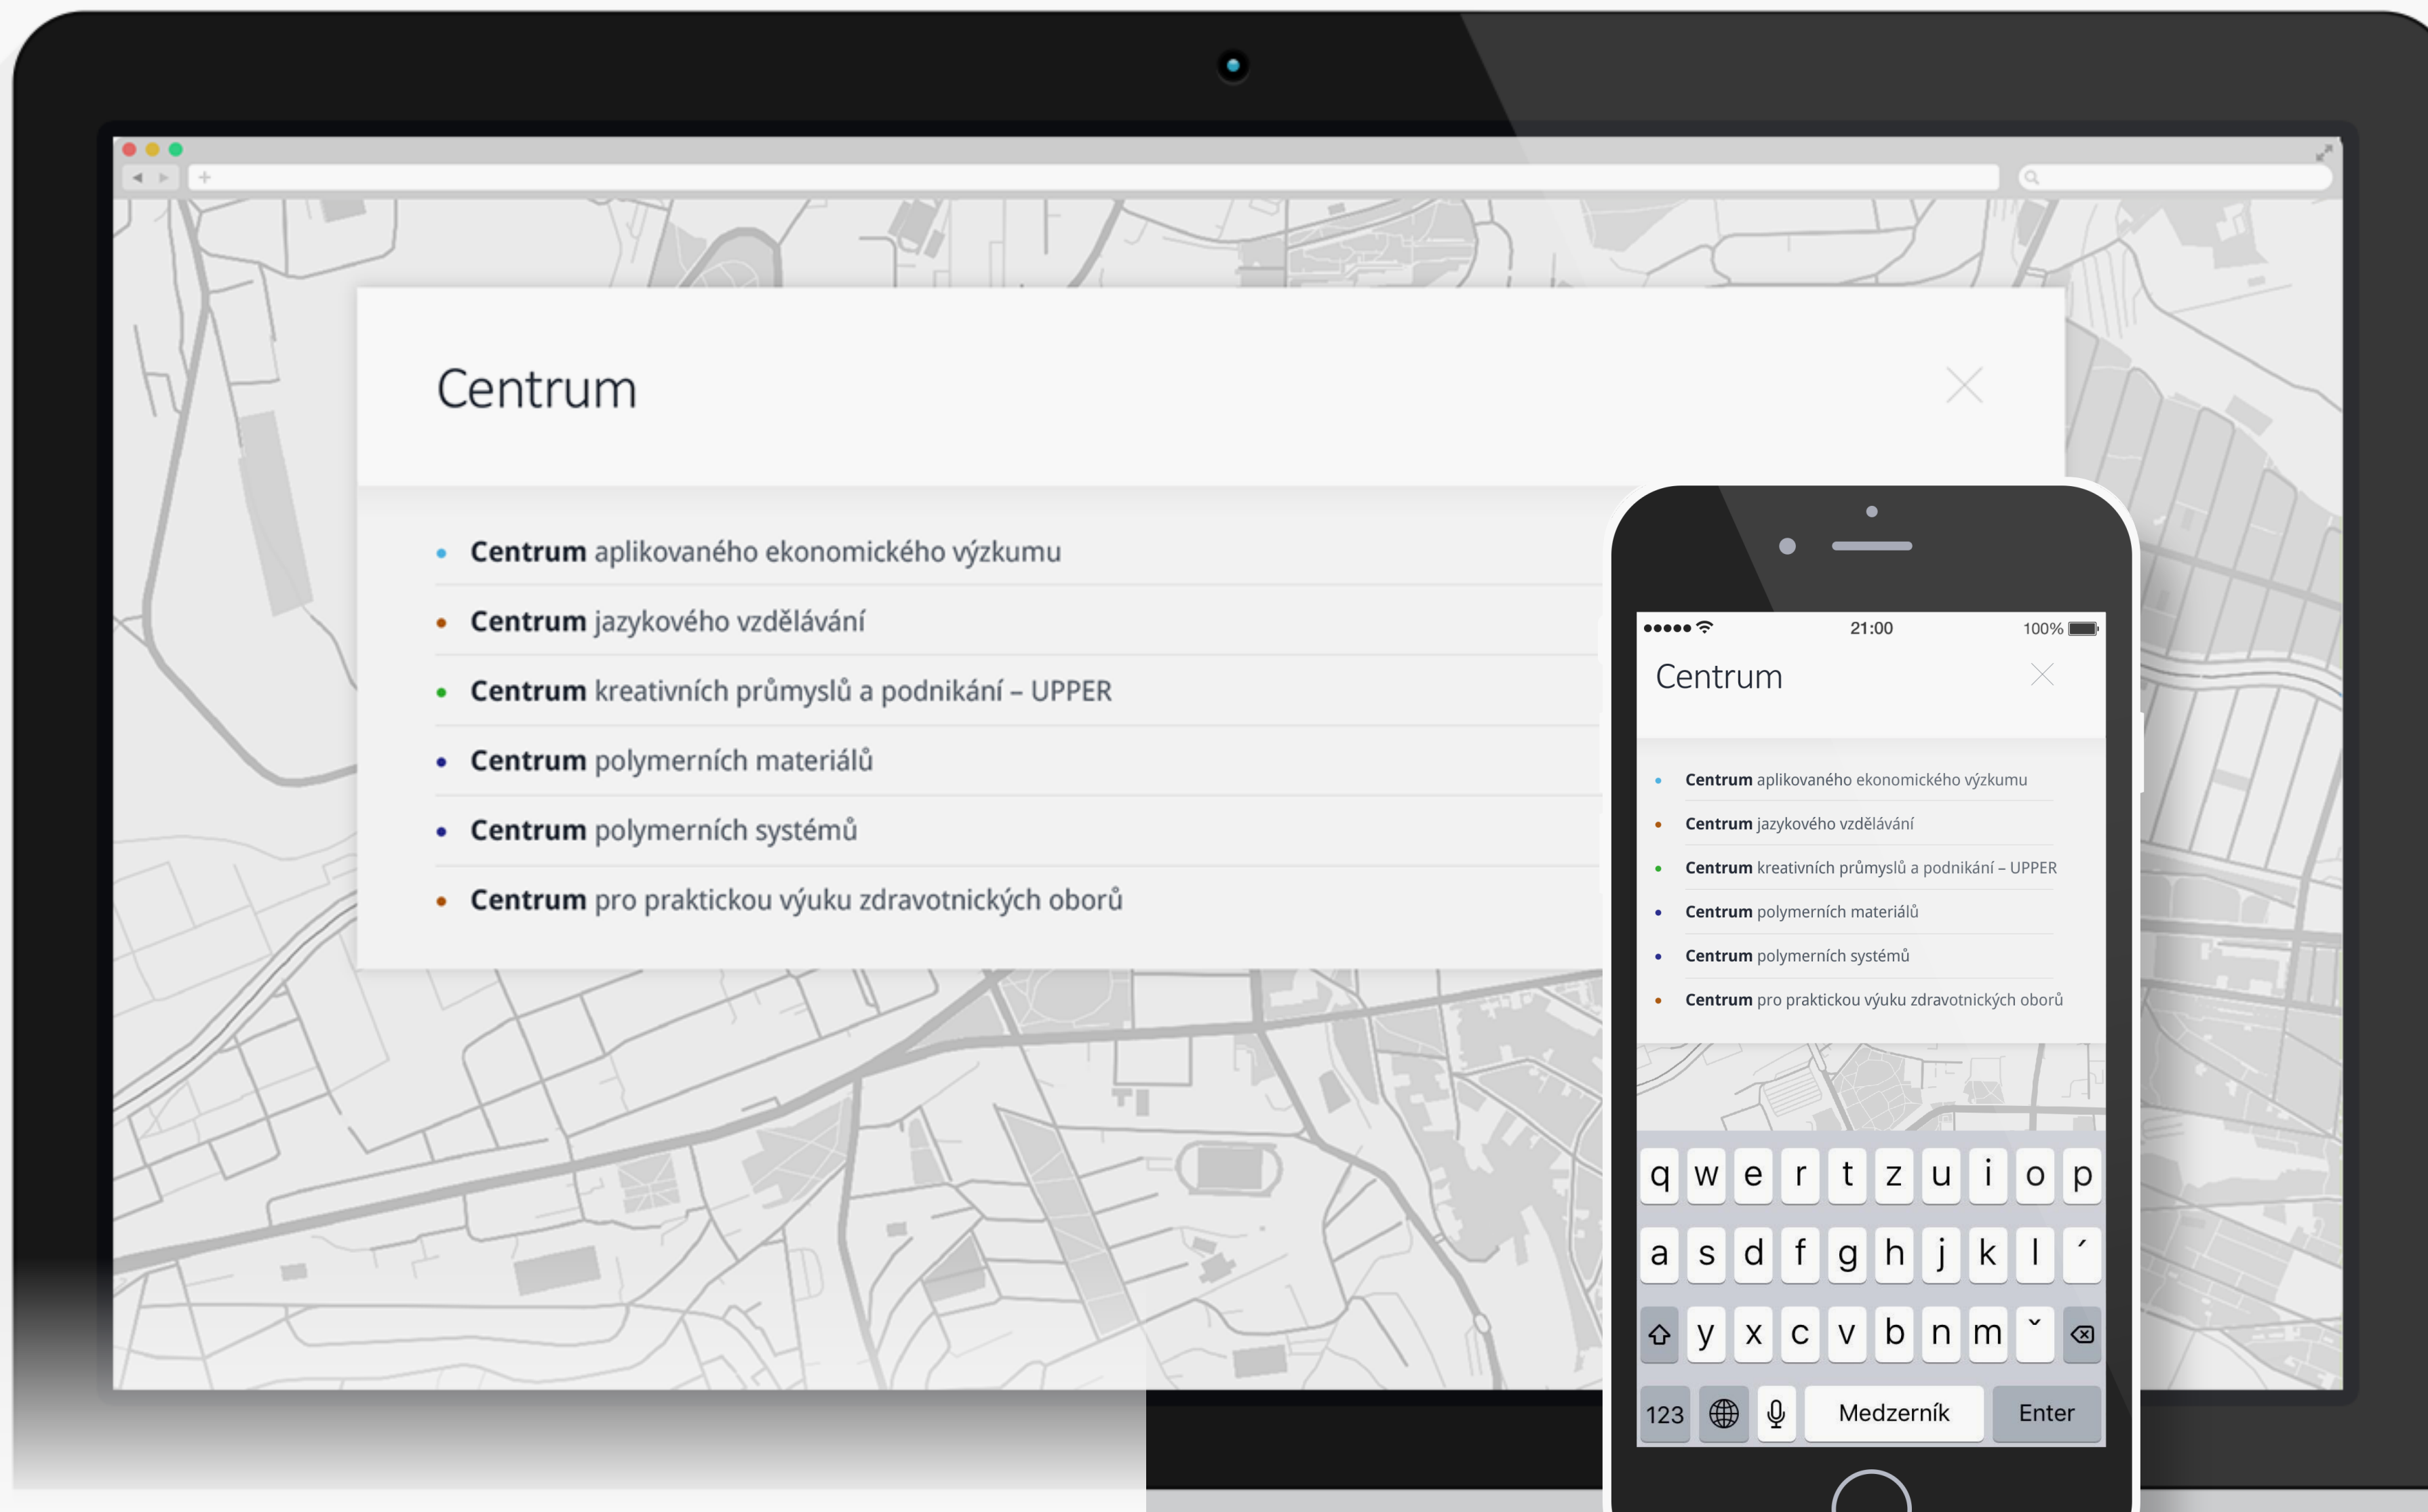 Centrum
Centrum aplikovaného ekonomického výzkumu
Centrum jazykového vzdělávání
Centrum kreativních průmyslů a podnikání – UPPER
Centrum polymerních materiálů
Centrum polymerních systémů
Centrum pro praktickou výuku zdravotnických oborů
21:00 100%
Centrum
Centrum aplikovaného ekonomického výzkumu
Centrum jazykového vzdělávání
Centrum kreativních průmyslů a podnikání – UPPER
Centrum polymerních materiálů
Centrum polymerních systémů
Centrum pro praktickou výuku zdravotnických oborů
q w e r t z u i o p
a s d f g h j k l ´
y x c v b n m ˇ
123 Medzerník Enter